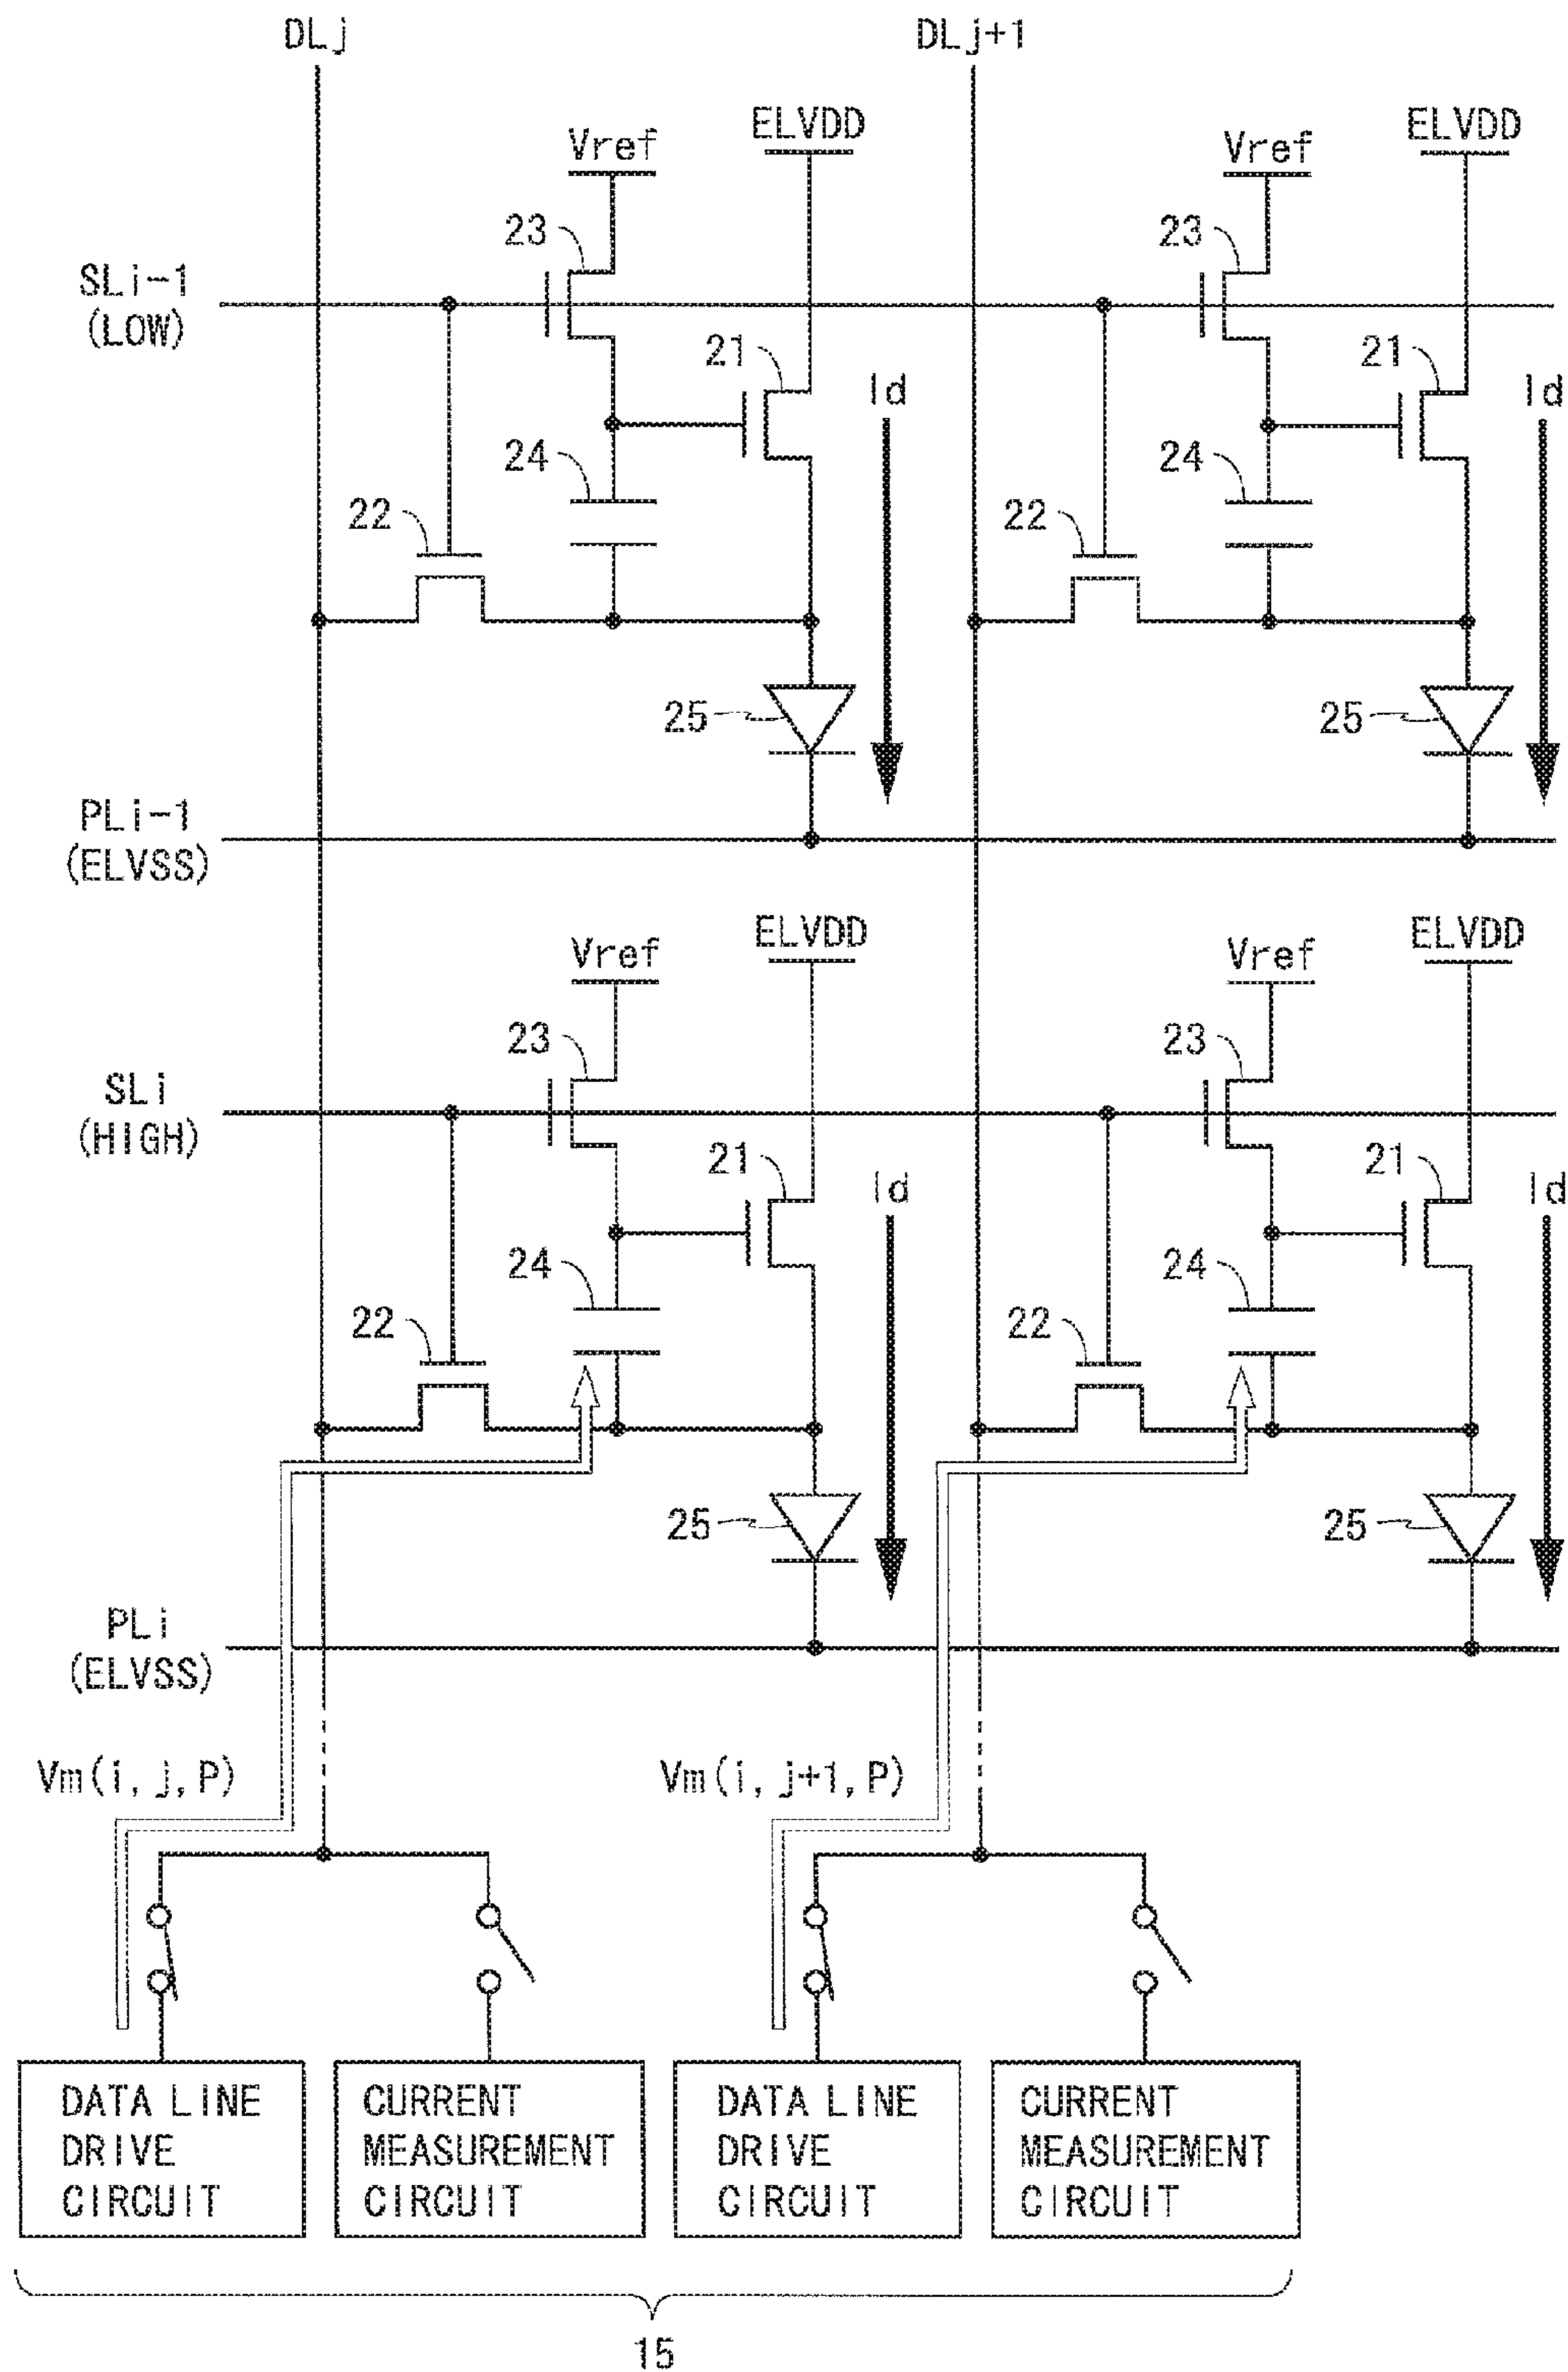 DLj
DLj+1
Vref
ELVDD
Vref
ELVDD
23
23
SLi-1
(LOW)
21
21
Id
Id
24
24
22
22
25
25
PLi-1
(ELVSS)
Vref
ELVDD
Vref
ELVDD
23
23
SLi
(HIGH)
21
21
Id
Id
24
24
22
22
25
25
PLi
(ELVSS)
Vm(i, j, P)
Vm(i, j+1, P)
DATA LINE
DRIVE
CIRCUIT
CURRENT
MEASUREMENT
CIRCUIT
DATA LINE
DRIVE
CIRCUIT
CURRENT
MEASUREMENT
CIRCUIT
15